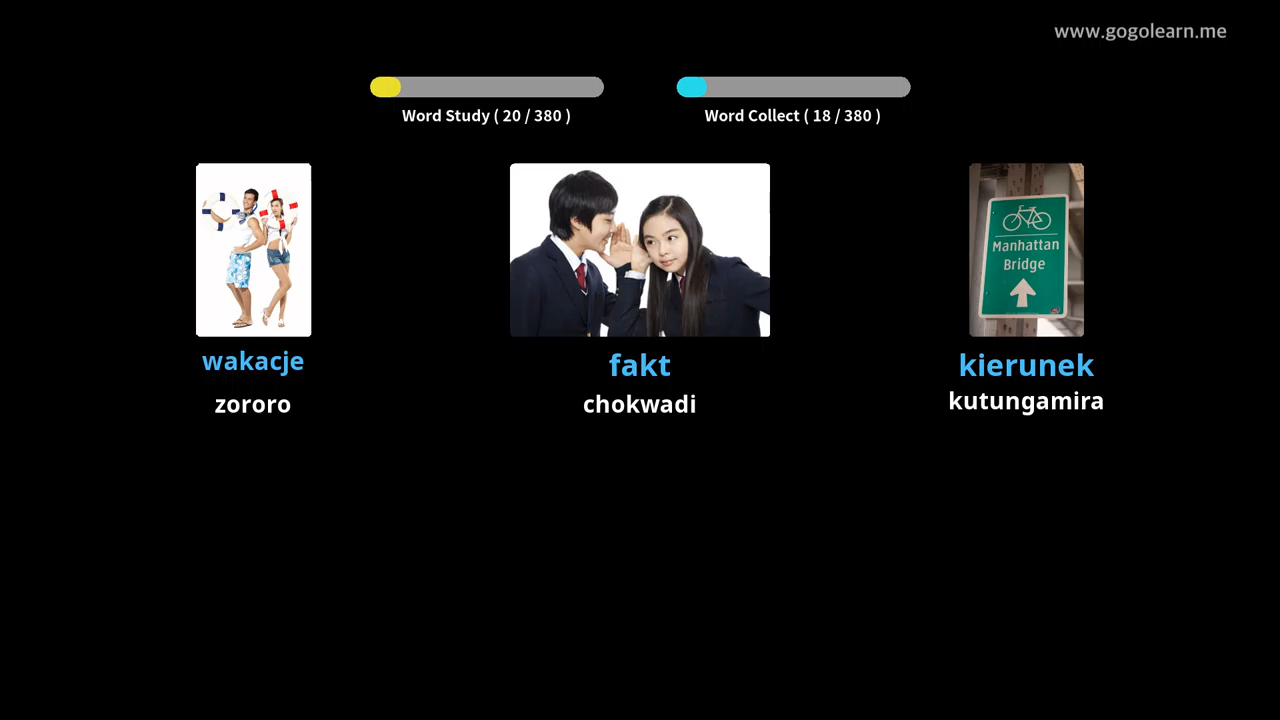 www.gogolearn.me
Word Study ( 20 / 380 )
Word Collect ( 18 / 380 )
Manhattan
Bridge
wakacje
fakt
kierunek
zororo
chokwadi
kutungamira